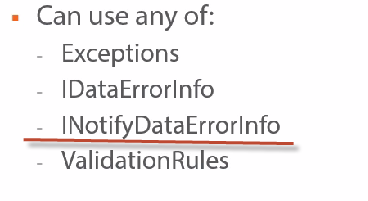 ▪ Can use any of:
- Exceptions
- IDataErrorInfo
- INotifyDataErrorInfo
- ValidationRules